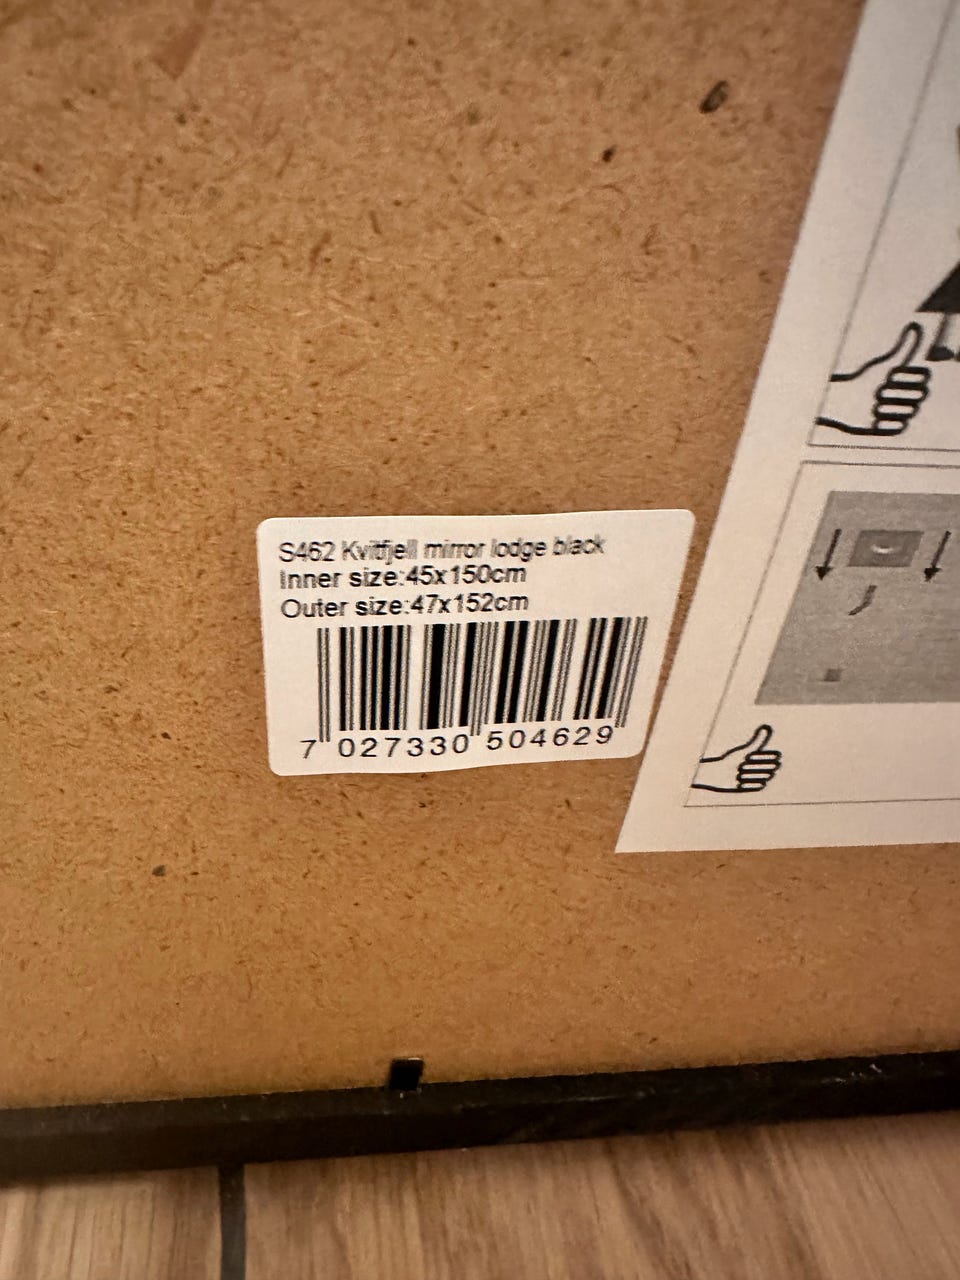 S462 Kvitfjell mirror lodge black
Inner size:45x150cm
Outer size:47x152cm
7 027330 504629